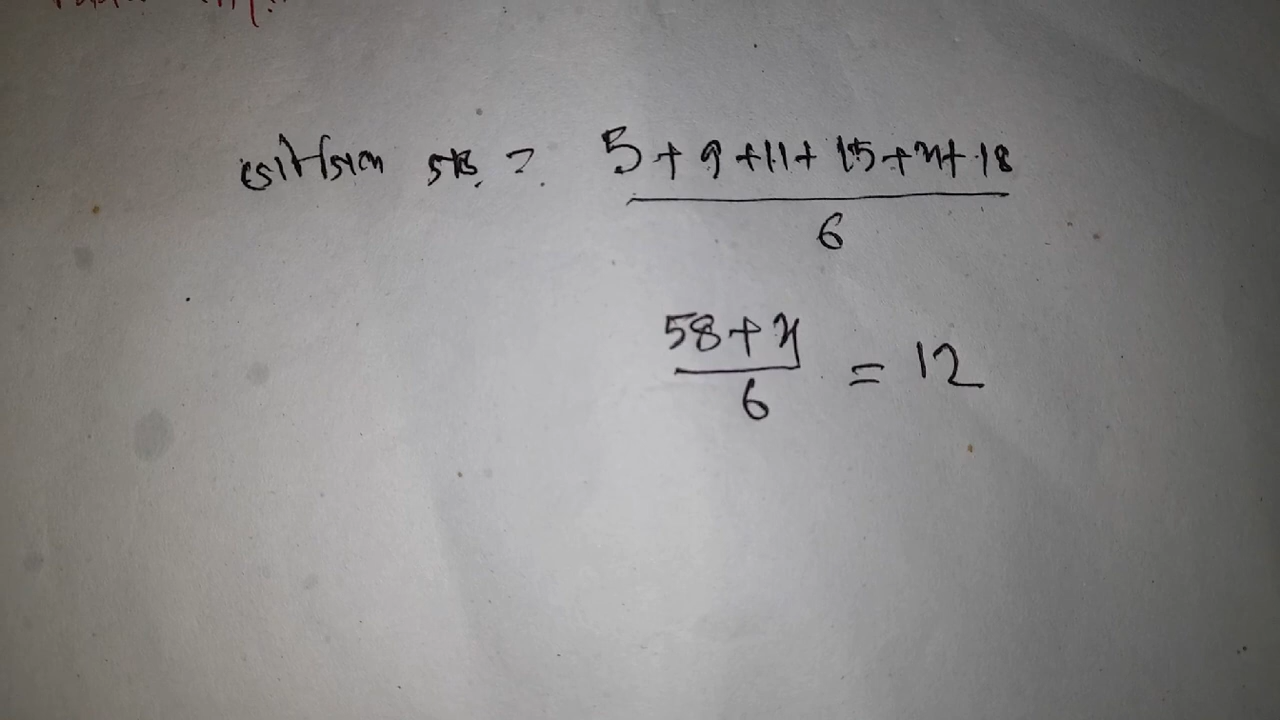 যৌগিক গড় = 5 + 9 + 11 + 15 + x + 18
6
58 + x
6 = 12